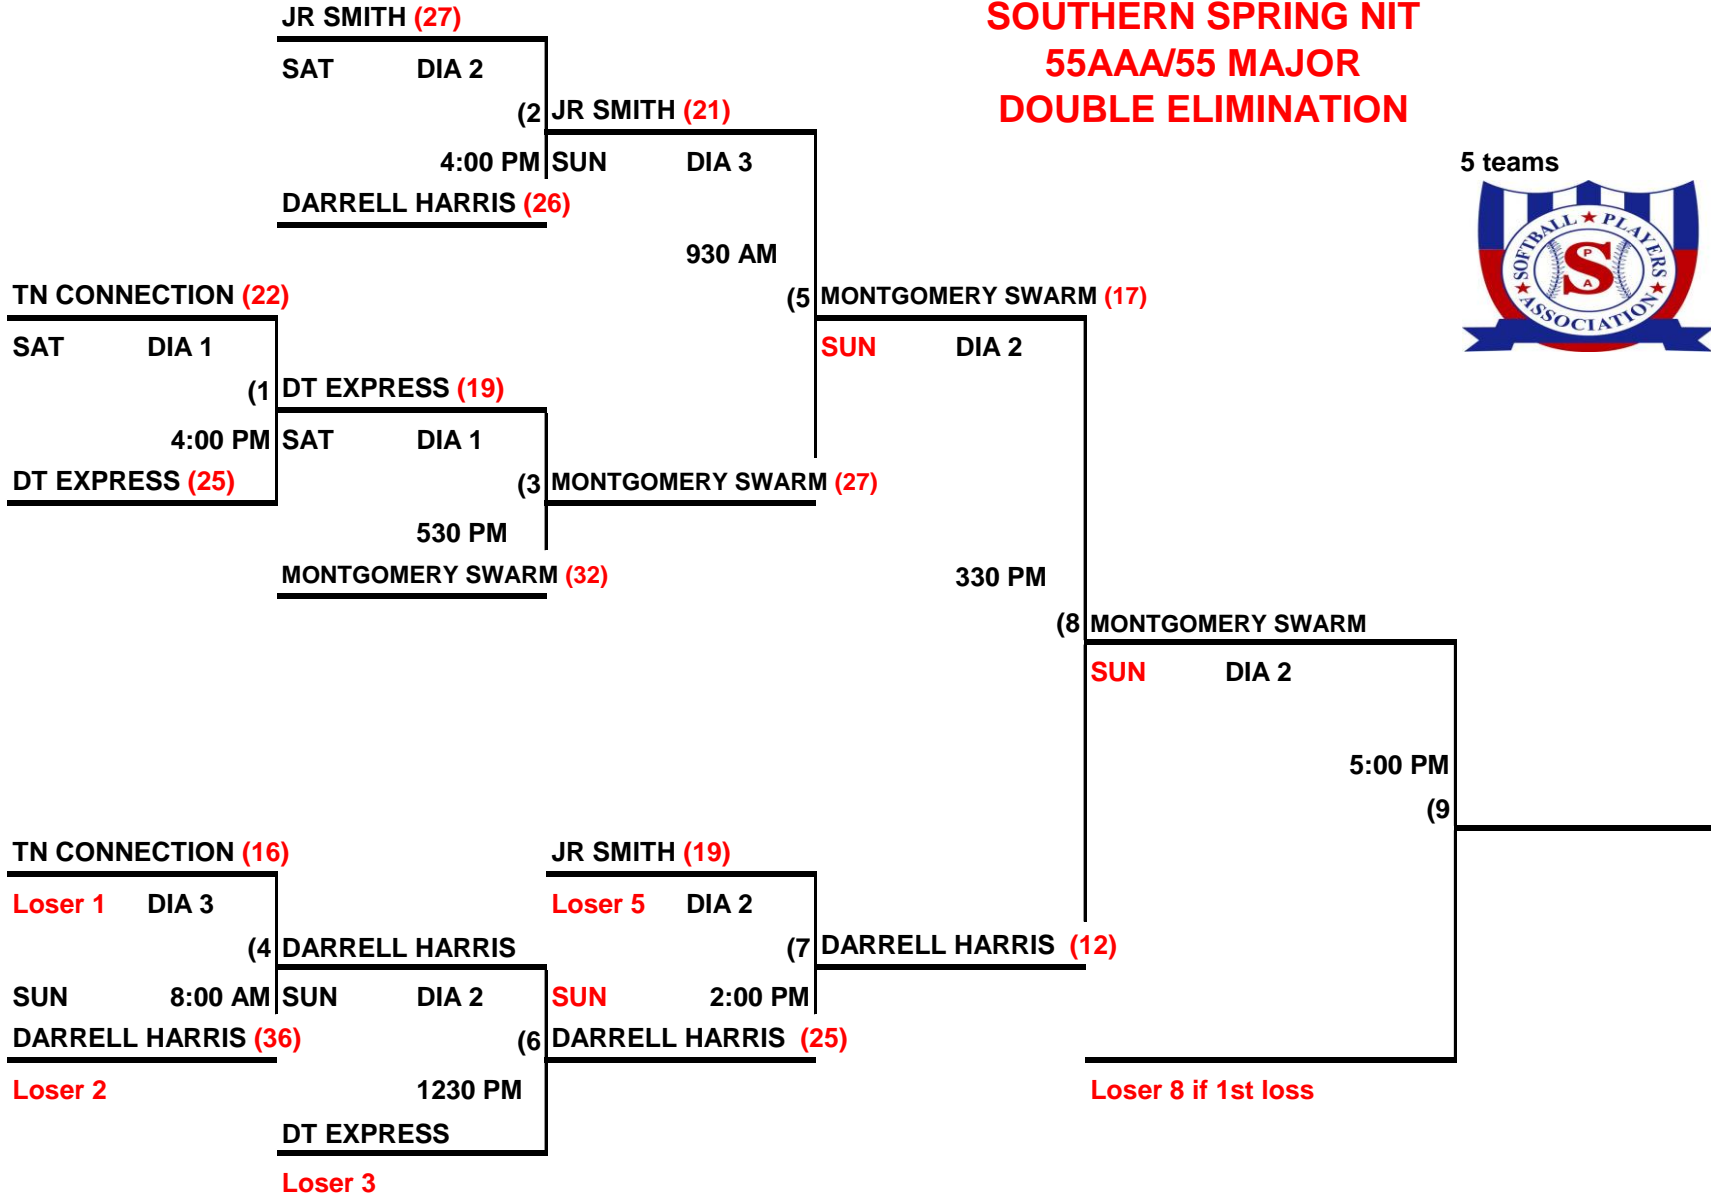 JR SMITH (27)
SOUTHERN SPRING NIT
55AAA/55 MAJOR
DOUBLE ELIMINATION
SAT DIA 2
(2 JR SMITH (21)
4:00 PM SUN DIA 3
5 teams
DARRELL HARRIS (26)
SOFTBALL ★ PLAYERS ★ ASSOCIATION ★
P
S
A
930 AM
TN CONNECTION (22)
(5 MONTGOMERY SWARM (17)
SAT DIA 1
SUN DIA 2
(1 DT EXPRESS (19)
4:00 PM SAT DIA 1
DT EXPRESS (25)
(3 MONTGOMERY SWARM (27)
530 PM
MONTGOMERY SWARM (32)
330 PM
(8 MONTGOMERY SWARM
SUN DIA 2
5:00 PM
(9
TN CONNECTION (16)
JR SMITH (19)
Loser 1 DIA 3
Loser 5 DIA 2
(4 DARRELL HARRIS
(7 DARRELL HARRIS (12)
SUN 8:00 AM SUN DIA 2
SUN 2:00 PM
DARRELL HARRIS (36)
(6 DARRELL HARRIS (25)
Loser 2
1230 PM
Loser 8 if 1st loss
DT EXPRESS
Loser 3